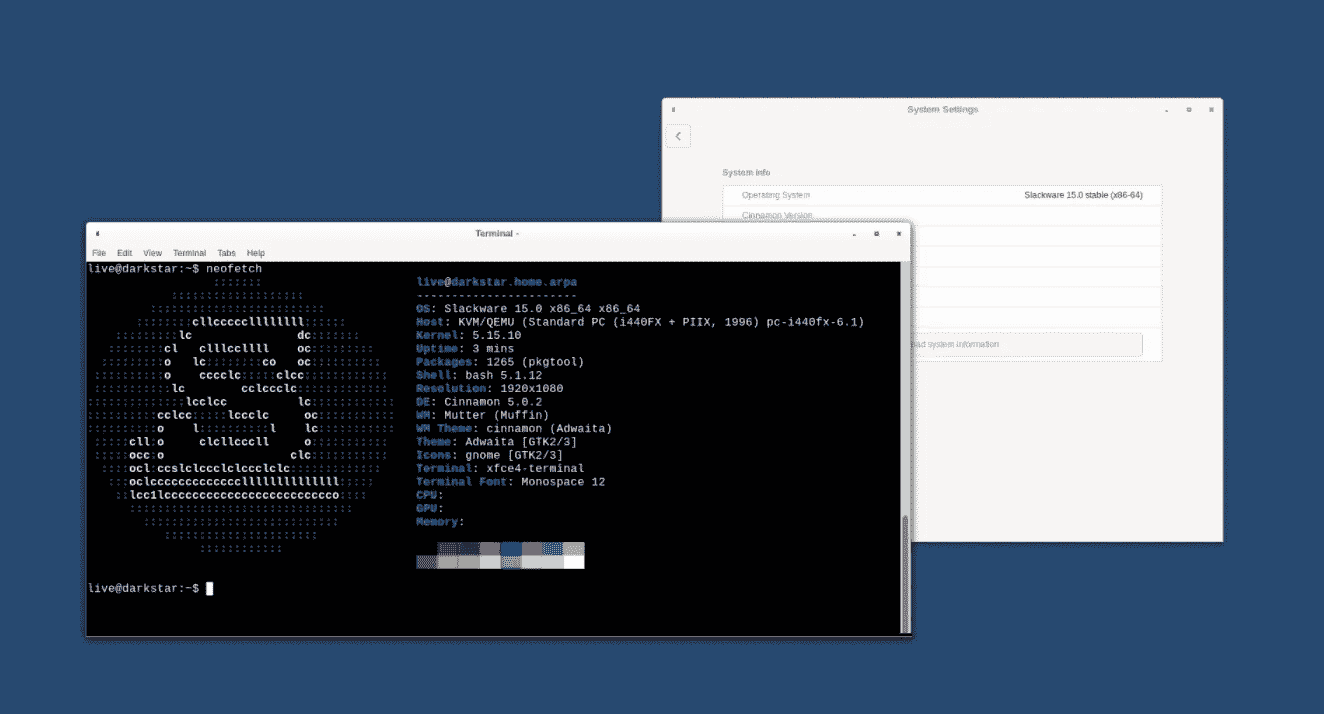 System Settings
System info
Operating System Slackware 15.0 stable (x86-64)
Cinnamon Version
system information
Terminal -
File Edit View Terminal Tabs Help
live@darkstar:~$ neofetch
live@darkstar.home.arpa
-----------------------
OS: Slackware 15.0 x86_64 x86_64
Host: KVM/QEMU (Standard PC (i440FX + PIIX, 1996) pc-i440fx-6.1)
Kernel: 5.15.10
Uptime: 3 mins
Packages: 1265 (pkgtool)
Shell: bash 5.1.12
Resolution: 1920x1080
DE: Cinnamon 5.0.2
WM: Mutter (Muffin)
WM Theme: cinnamon (Adwaita)
Theme: Adwaita [GTK2/3]
Icons: gnome [GTK2/3]
Terminal: xfce4-terminal
Terminal Font: Monospace 12
CPU:
GPU:
Memory:
live@darkstar:~$